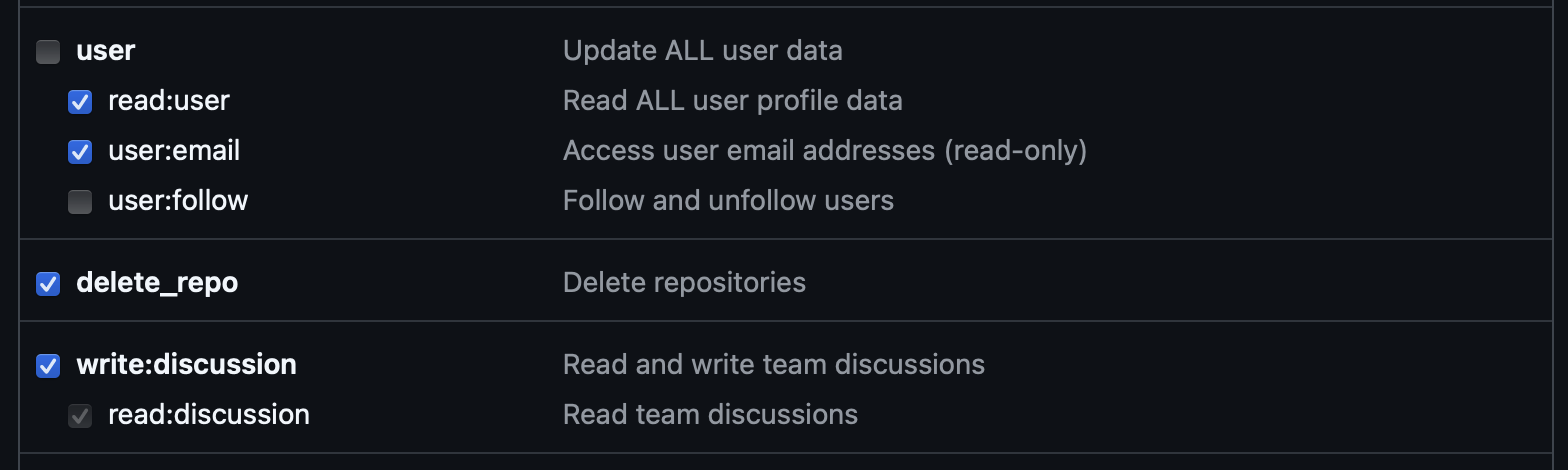 user Update ALL user data
read:user Read ALL user profile data
user:email Access user email addresses (read-only)
user:follow Follow and unfollow users
delete_repo Delete repositories
write:discussion Read and write team discussions
read:discussion Read team discussions